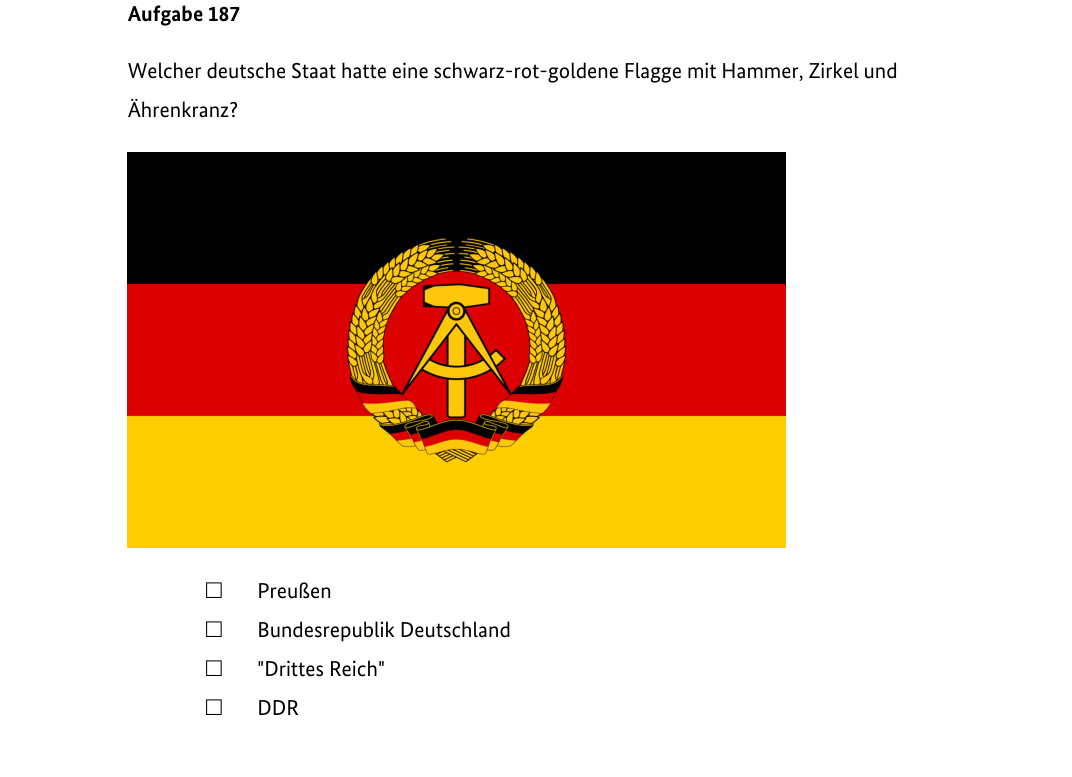 Aufgabe 187
Welcher deutsche Staat hatte eine schwarz-rot-goldene Flagge mit Hammer, Zirkel und
Ährenkranz?
Preußen
Bundesrepublik Deutschland
"Drittes Reich"
DDR